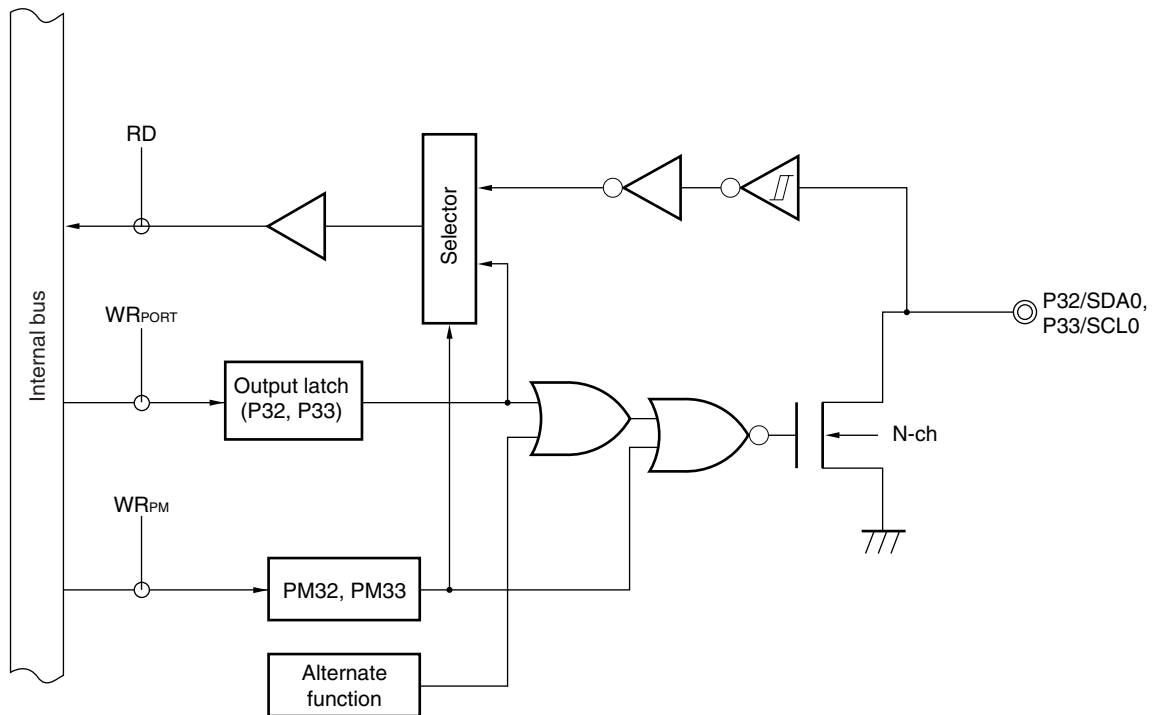 RD
Selector
Internal bus
P32/SDA0,
P33/SCL0
WRPORT
Output latch
(P32, P33)
N-ch
WRPM
PM32, PM33
Alternate
function